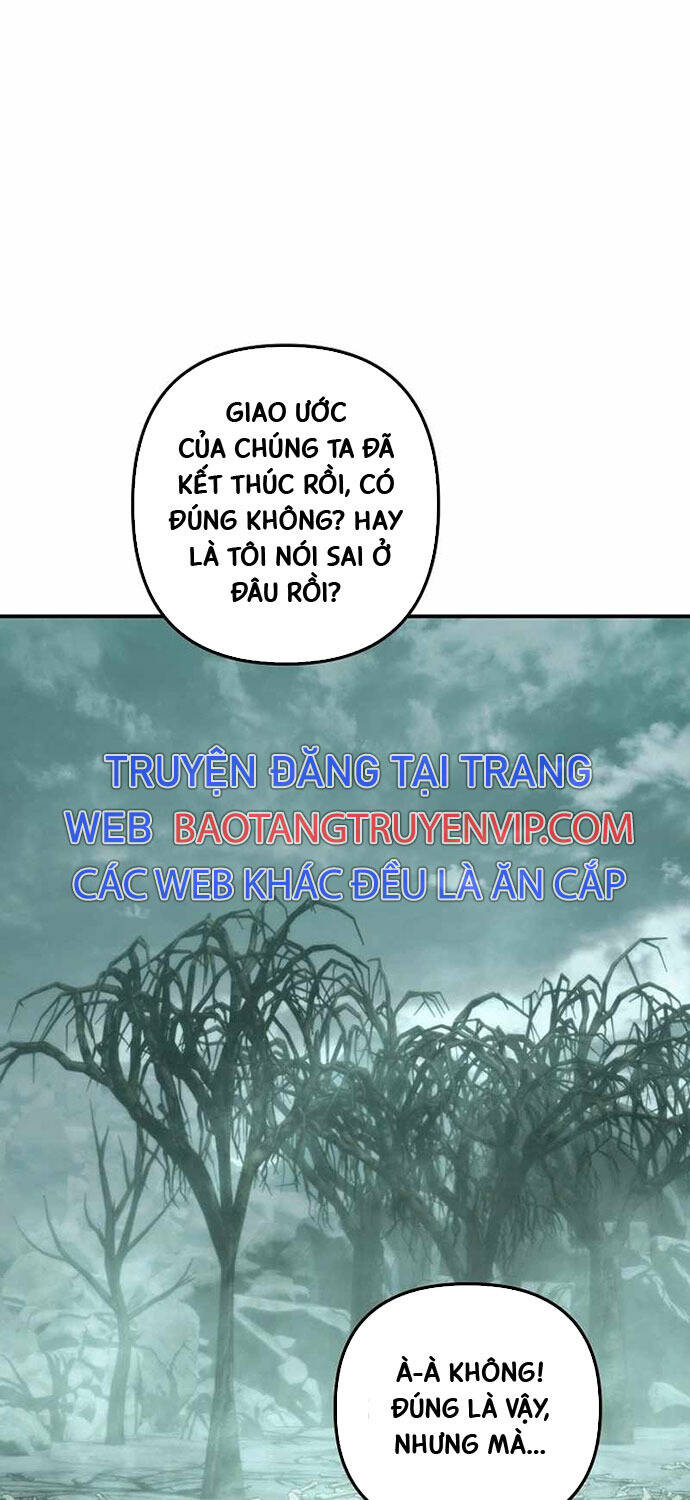 GIAO ƯỚC
CỦA CHÚNG TA ĐÃ
KẾT THÚC RỒI, CÓ
ĐÚNG KHÔNG? HAY
LÀ TÔI NÓI SAI Ở
ĐÂU RỒI?
TRUYỆN ĐĂNG TẠI TRANG
WEB BAOTANGTRUYENVIP.COM
CÁC WEB KHÁC ĐỀU LÀ ĂN CẮP
À-À KHÔNG!
ĐÚNG LÀ VẬY,
NHƯNG MÀ...